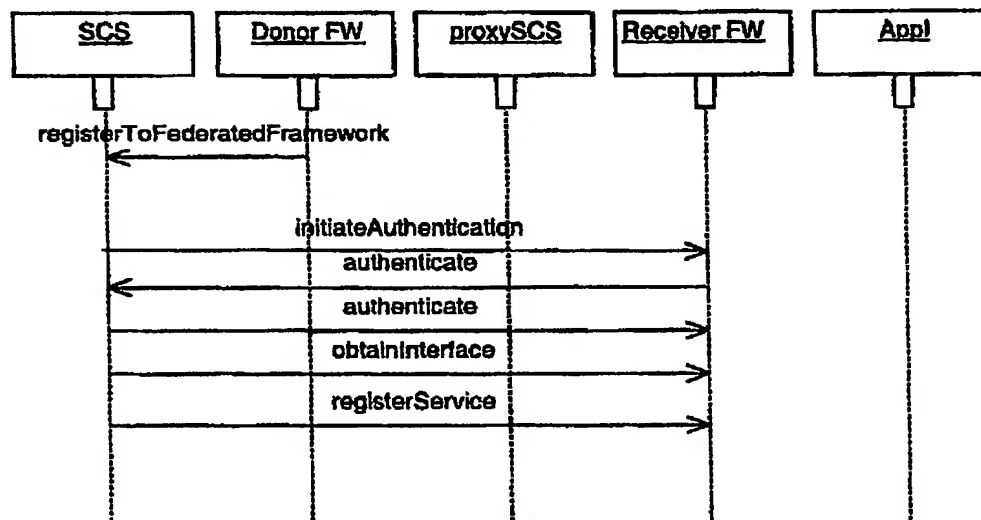 SCS
Donor FW
proxySCS
Receiver FW
Appl
registerToFederatedFramework
initiateAuthentication
authenticate
authenticate
obtainInterface
registerService